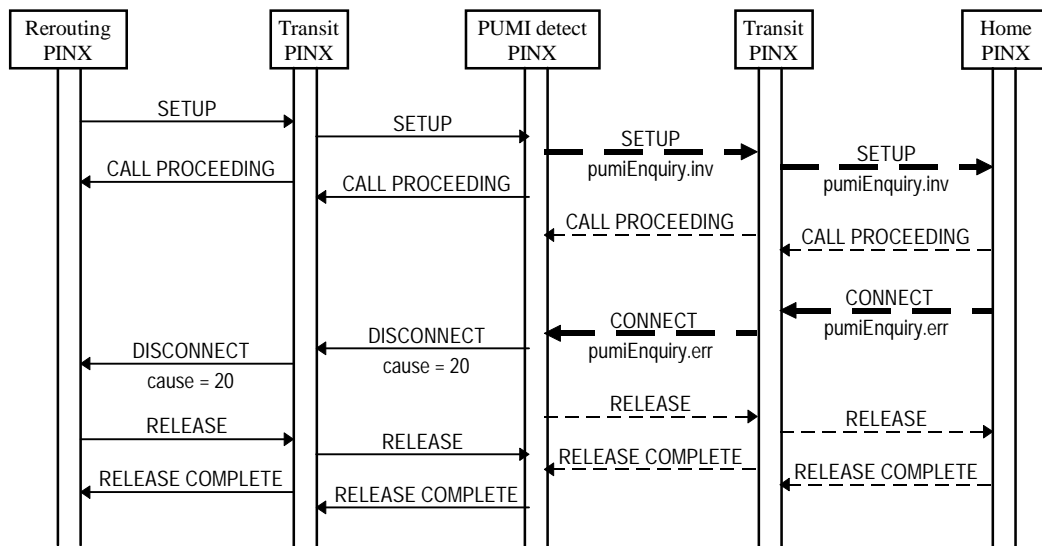 Rerouting
PINX
Transit
PINX
PUMI detect
PINX
Transit
PINX
Home
PINX
SETUP
SETUP
SETUP
pumiEnquiry.inv
SETUP
pumiEnquiry.inv
CALL PROCEEDING
CALL PROCEEDING
CALL PROCEEDING
CALL PROCEEDING
CONNECT
pumiEnquiry.err
CONNECT
pumiEnquiry.err
DISCONNECT
cause = 20
DISCONNECT
cause = 20
RELEASE
RELEASE
RELEASE
RELEASE
RELEASE COMPLETE
RELEASE COMPLETE
RELEASE COMPLETE
RELEASE COMPLETE